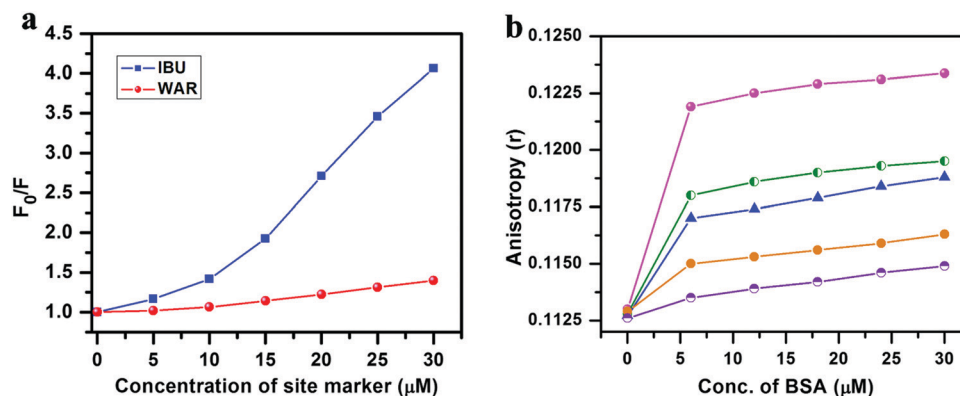 a
4.5
4.0
3.5
3.0
2.5
2.0
1.5
1.0
F₀/F
IBU
WAR
0 5 10 15 20 25 30
Concentration of site marker (μM)
b
0.1250
0.1225
0.1200
0.1175
0.1150
0.1125
Anisotropy (r)
0 5 10 15 20 25 30
Conc. of BSA (μM)